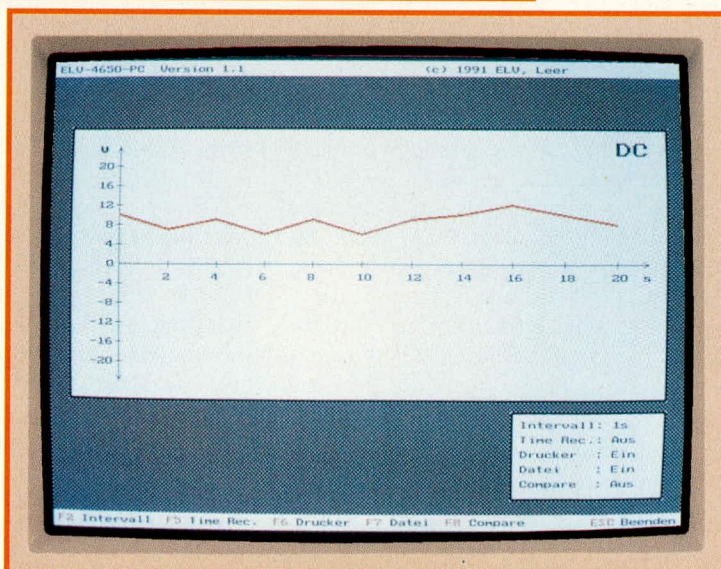 ELV-4650-PC Version 1.1 (c) 1991 ELV, Leer
U DC
20
16
12
8
4
0
2 4 6 8 10 12 14 16 18 20 s
-4
-8
-12
-16
-20
Intervall: 1s
Time Rec.: Aus
Drucker : Ein
Datei : Ein
Compare : Aus
F2 Intervall F5 Time Rec. F6 Drucker F7 Datei F8 Compare ESC Beenden